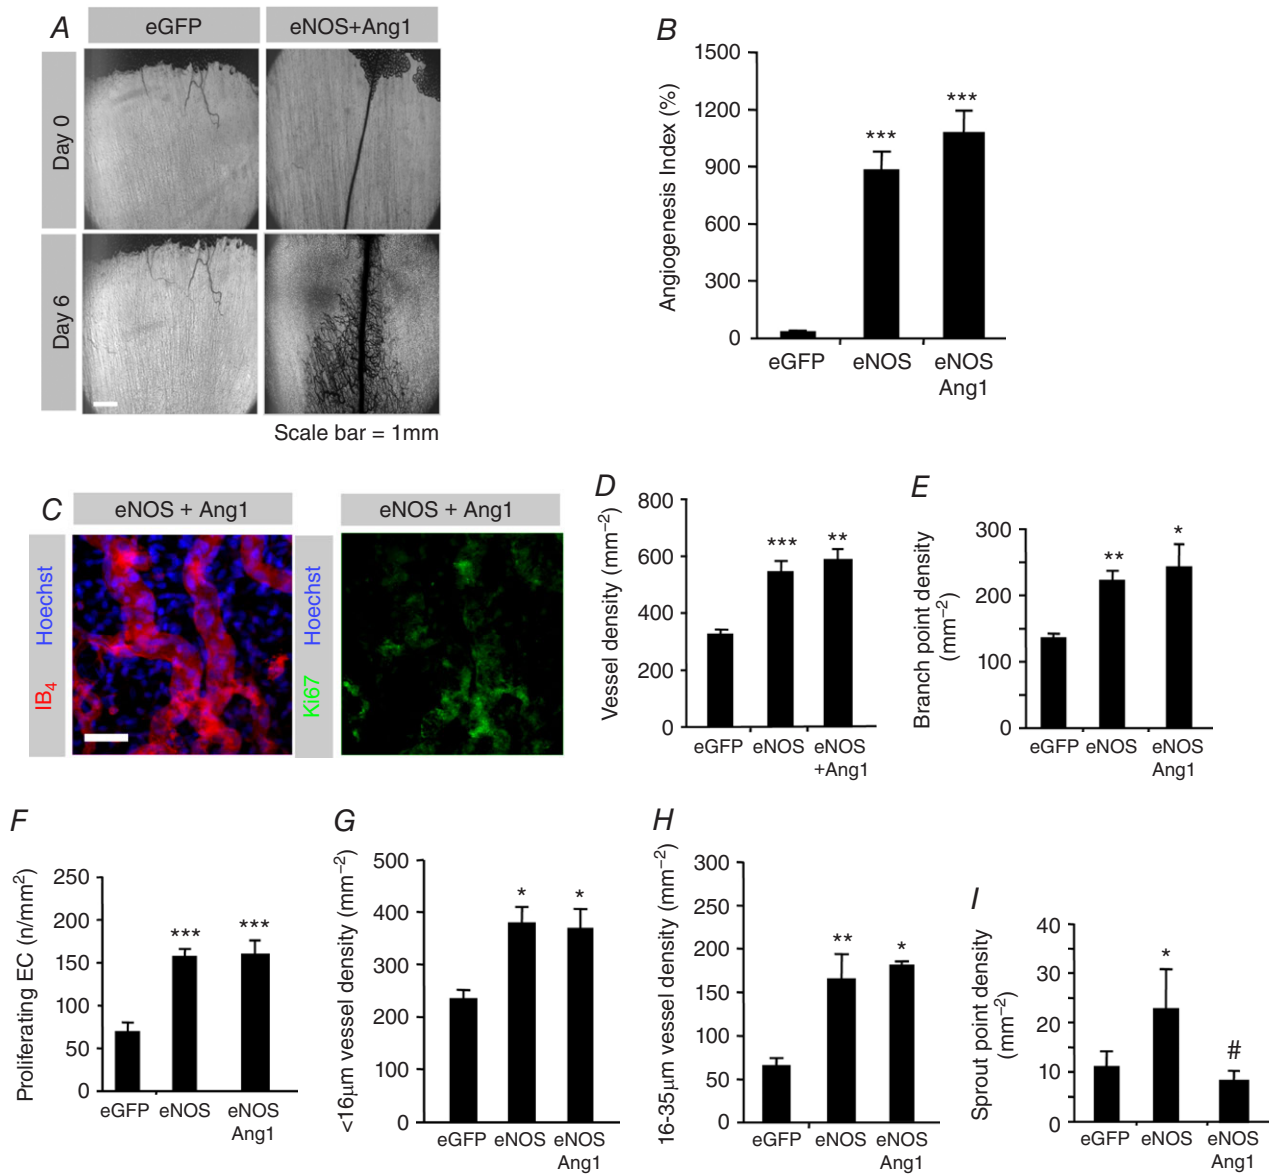 A
eGFP
eNOS+Ang1
Day 0
Day 6
Scale bar = 1mm
B
Angiogenesis Index (%)
1500
1200
900
600
300
0
***
***
eGFP
eNOS
eNOS
Ang1
C
eNOS + Ang1
eNOS + Ang1
IB₄ Hoechst
Ki67 Hoechst
D
Vessel density (mm⁻²)
800
600
400
200
0
***
**
eGFP
eNOS
eNOS
+Ang1
E
Branch point density
(mm⁻²)
300
200
100
0
**
*
eGFP
eNOS
eNOS
Ang1
F
Proliferating EC (n/mm²)
250
200
150
100
50
0
***
***
eGFP
eNOS
eNOS
Ang1
G
<16μm vessel density (mm⁻²)
500
400
300
200
100
0
*
*
eGFP
eNOS
eNOS
Ang1
H
16-35μm vessel density (mm⁻²)
300
250
200
150
100
50
0
**
*
eGFP
eNOS
eNOS
Ang1
I
Sprout point density
(mm⁻²)
40
30
20
10
0
*
#
eGFP
eNOS
eNOS
Ang1